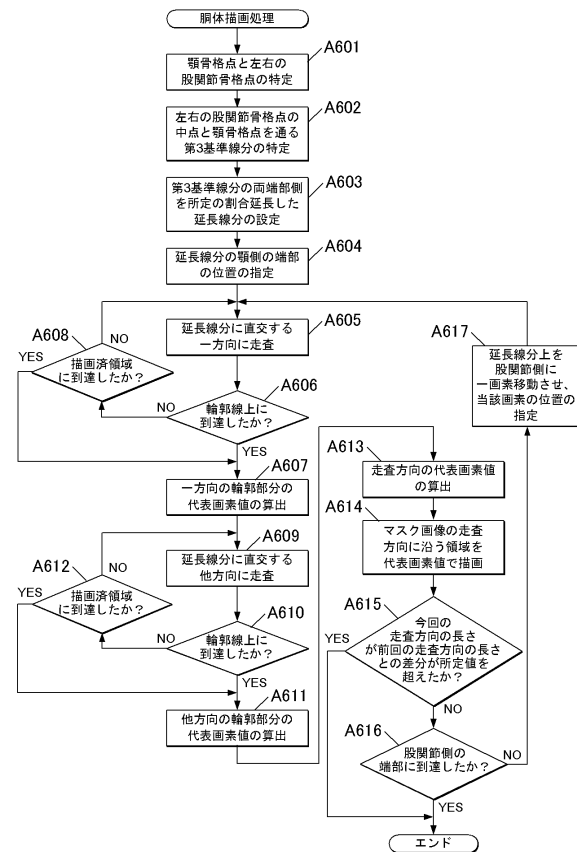 胴体描画処理
A601
顎骨格点と左右の
股関節骨格点の特定
A602
左右の股関節骨格点の
中点と顎骨格点を通る
第3基準線分の特定
A603
第3基準線分の両端部側
を所定の割合延長した
延長線分の設定
A604
延長線分の顎側の端部
の位置の指定
A605
延長線分に直交する
一方向に走査
A608
NO
YES
描画済領域
に到達したか?
A606
NO
輪郭線上に
到達したか?
YES
A607
一方向の輪郭部分の
代表画素値の算出
A609
延長線分に直交する
他方向に走査
A612
NO
YES
描画済領域
に到達したか?
A610
NO
輪郭線上に
到達したか?
YES
A611
他方向の輪郭部分の
代表画素値の算出
A613
走査方向の代表画素値
の算出
A614
マスク画像の走査
方向に沿う領域を
代表画素値で描画
A615
YES
今回の
走査方向の長さ
が前回の走査方向の長さ
との差分が所定値を
超えたか?
NO
A616
股関節側の
端部に到達したか?
NO
YES
A617
延長線分上を
股関節側に
一画素移動させ、
当該画素の位置の
指定
エンド